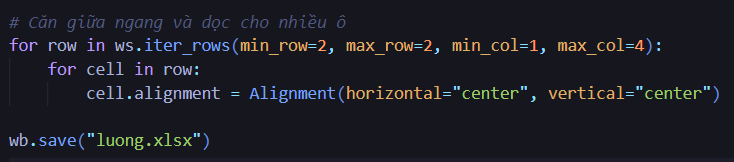 # Căn giữa ngang và dọc cho nhiều ô
for row in ws.iter_rows(min_row=2, max_row=2, min_col=1, max_col=4):
    for cell in row:
        cell.alignment = Alignment(horizontal="center", vertical="center")
wb.save("luong.xlsx")